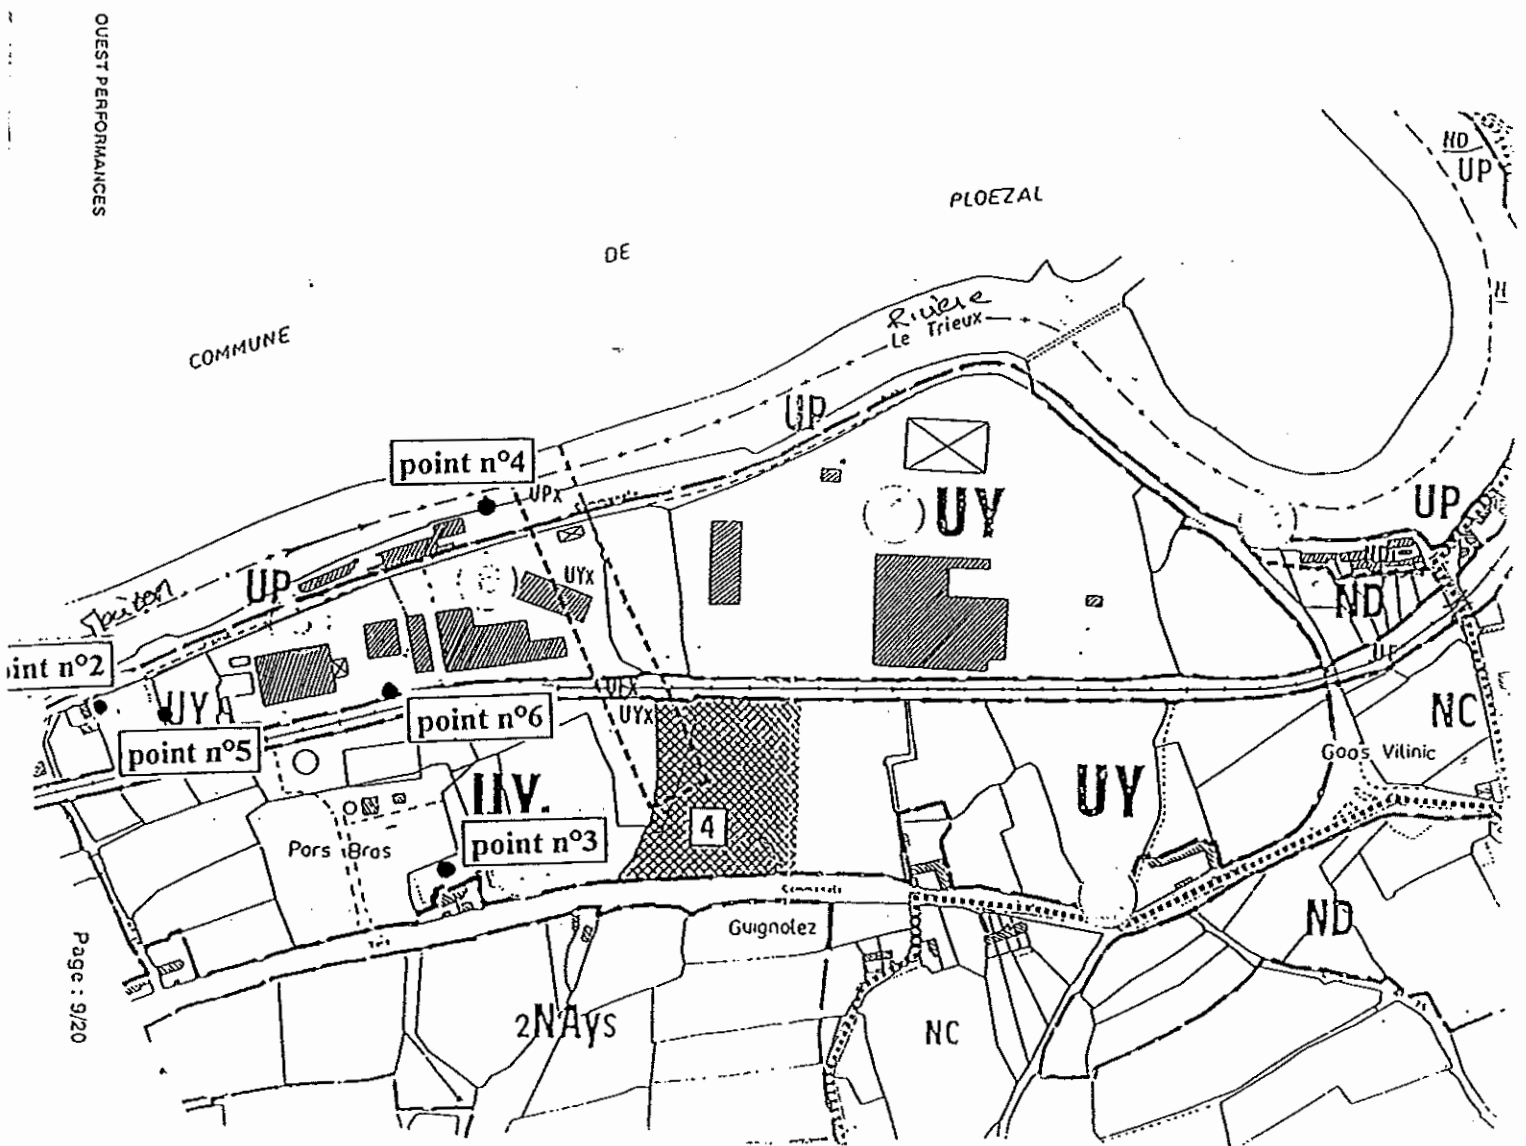 OUEST PERFORMANCES
ND
UP
PLOEZAL
DE
COMMUNE
Rivière
Le Trieux
UP
point n°4
UPx
UY
UP
UYx
UP
ND
point n°2
UYA
UFx
UYx
point n°6
point n°5
NC
Goas Vilinic
UY
UY.
4
point n°3
Pors Bras
Guignolez
ND
2NAys
NC
Page : 9/20